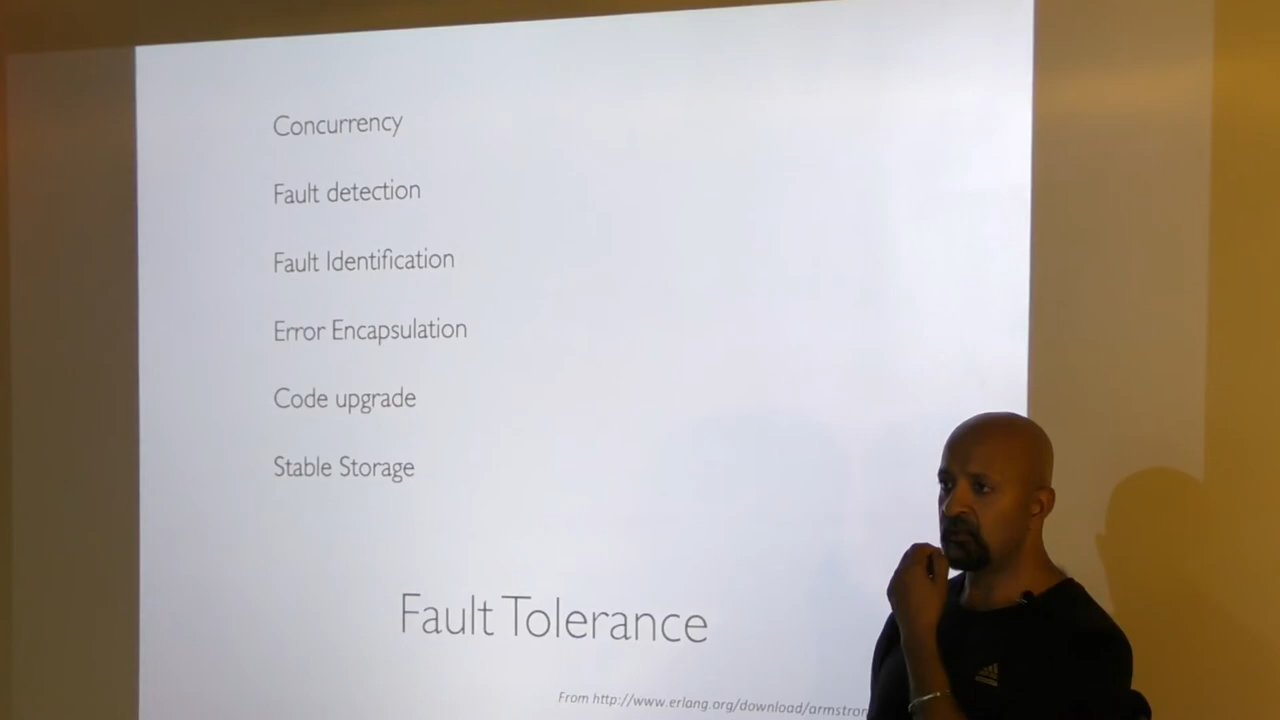 Concurrency
Fault detection
Fault Identification
Error Encapsulation
Code upgrade
Stable Storage
Fault Tolerance
From http://www.erlang.org/download/armstron